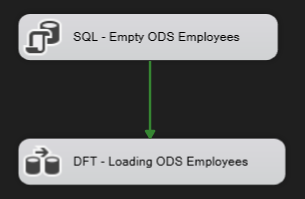 SQL - Empty ODS Employees
DFT - Loading ODS Employees